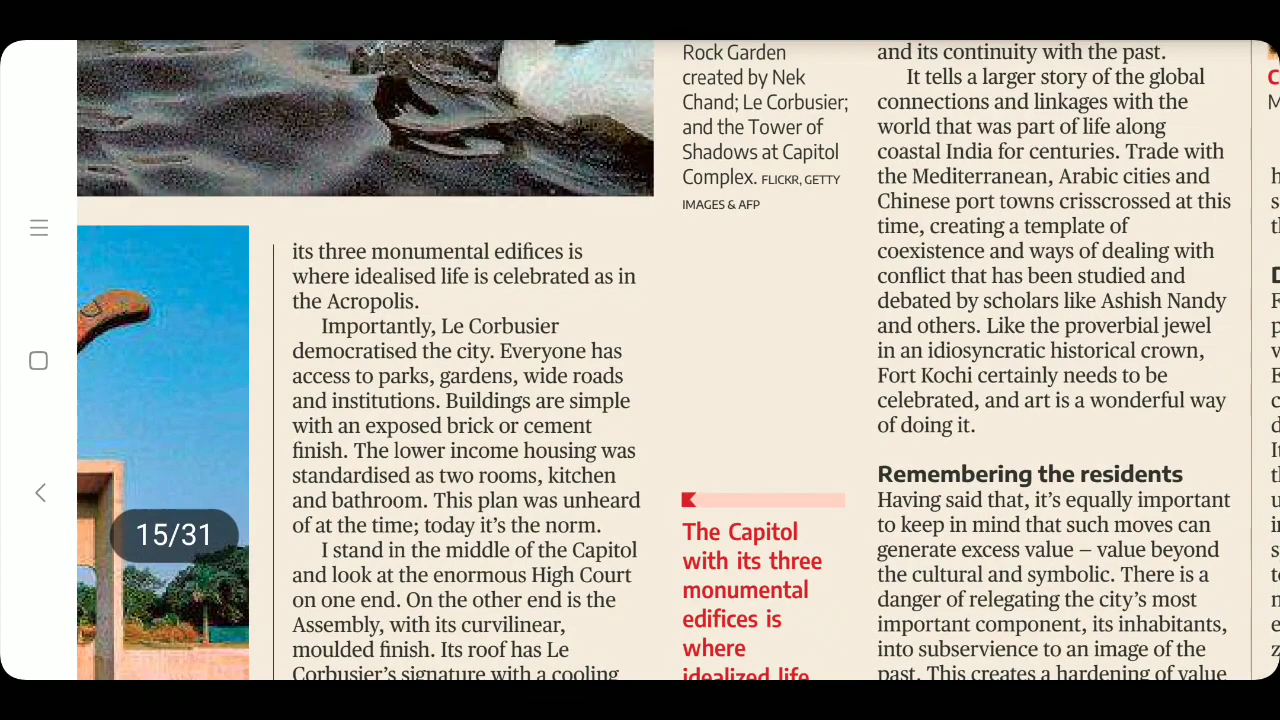 Rock Garden
created by Nek
Chand; Le Corbusier;
and the Tower of
Shadows at Capitol
Complex. FLICKR, GETTY
IMAGES & AFP
its three monumental edifices is
where idealised life is celebrated as in
the Acropolis.
Importantly, Le Corbusier
democratised the city. Everyone has
access to parks, gardens, wide roads
and institutions. Buildings are simple
with an exposed brick or cement
finish. The lower income housing was
standardised as two rooms, kitchen
and bathroom. This plan was unheard
of at the time; today it's the norm.
I stand in the middle of the Capitol
and look at the enormous High Court
on one end. On the other end is the
Assembly, with its curvilinear,
moulded finish. Its roof has Le
Corbusier's signature with a cooling
15/31
The Capitol
with its three
monumental
edifices is
where
idealized life
and its continuity with the past.
It tells a larger story of the global
connections and linkages with the
world that was part of life along
coastal India for centuries. Trade with
the Mediterranean, Arabic cities and
Chinese port towns crisscrossed at this
time, creating a template of
coexistence and ways of dealing with
conflict that has been studied and
debated by scholars like Ashish Nandy
and others. Like the proverbial jewel
in an idiosyncratic historical crown,
Fort Kochi certainly needs to be
celebrated, and art is a wonderful way
of doing it.
Remembering the residents
Having said that, it's equally important
to keep in mind that such moves can
generate excess value – value beyond
the cultural and symbolic. There is a
danger of relegating the city's most
important component, its inhabitants,
into subservience to an image of the
past. This creates a hardening of value